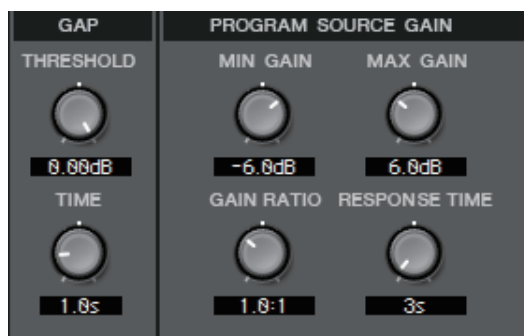 GAP
PROGRAM SOURCE GAIN
THRESHOLD
MIN GAIN
MAX GAIN
0.00dB
-6.0dB
6.0dB
TIME
GAIN RATIO
RESPONSE TIME
1.0s
1.0:1
3s